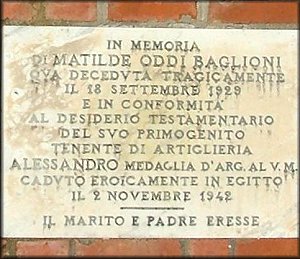 IN MEMORIA
DI MATILDE ODDI BAGLIONI
QVA DECEDVTA TRAGICAMENTE
IL 18 SETTEMBRE 1929
E IN CONFORMITA
AL DESIDERIO TESTAMENTARIO
DEL SVO PRIMOGENITO
TENENTE DI ARTIGLIERIA
ALESSANDRO MEDAGLIA D'ARG. AL V. M.
CADVTO EROICAMENTE IN EGITTO
IL 2 NOVEMBRE 1942
IL MARITO E PADRE ERESSE